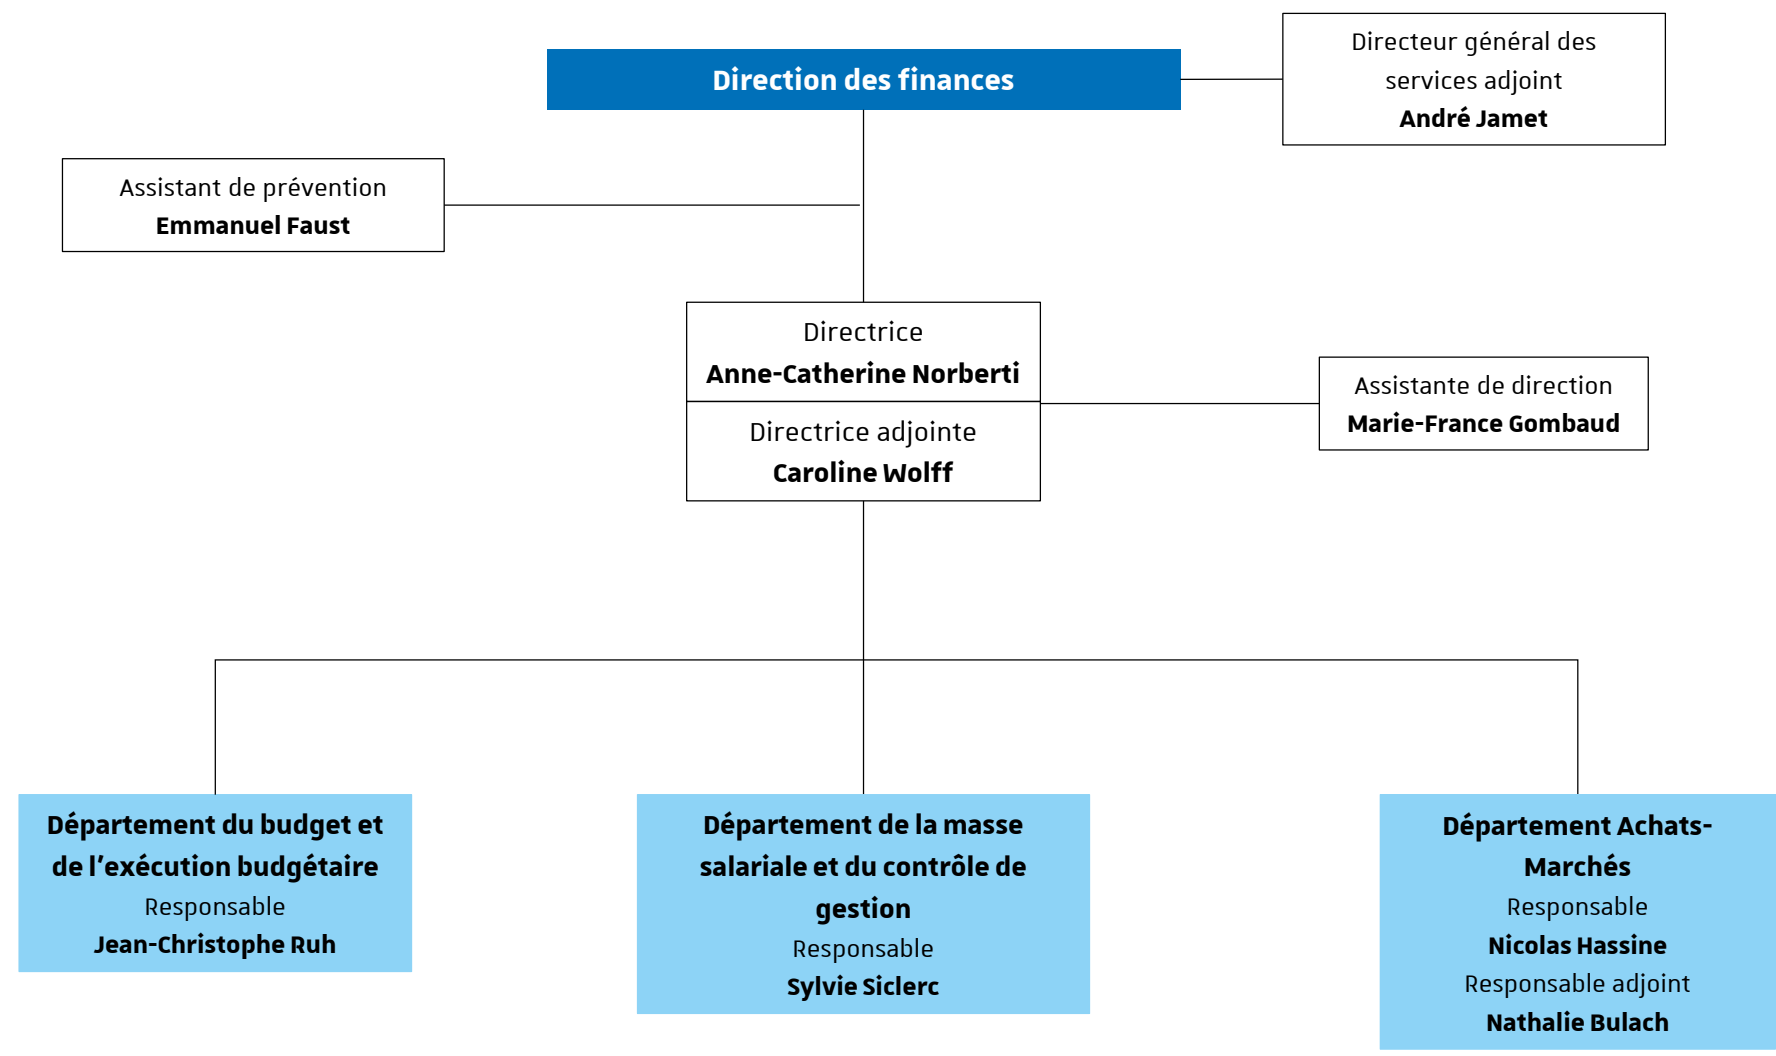 Direction des finances
Directeur général des
services adjoint
André Jamet
Assistant de prévention
Emmanuel Faust
Directrice
Anne-Catherine Norberti
Directrice adjointe
Caroline Wolff
Assistante de direction
Marie-France Gombaud
Département du budget et
de l’exécution budgétaire
Responsable
Jean-Christophe Ruh
Département de la masse
salariale et du contrôle de
gestion
Responsable
Sylvie Siclerc
Département Achats-
Marchés
Responsable
Nicolas Hassine
Responsable adjoint
Nathalie Bulach